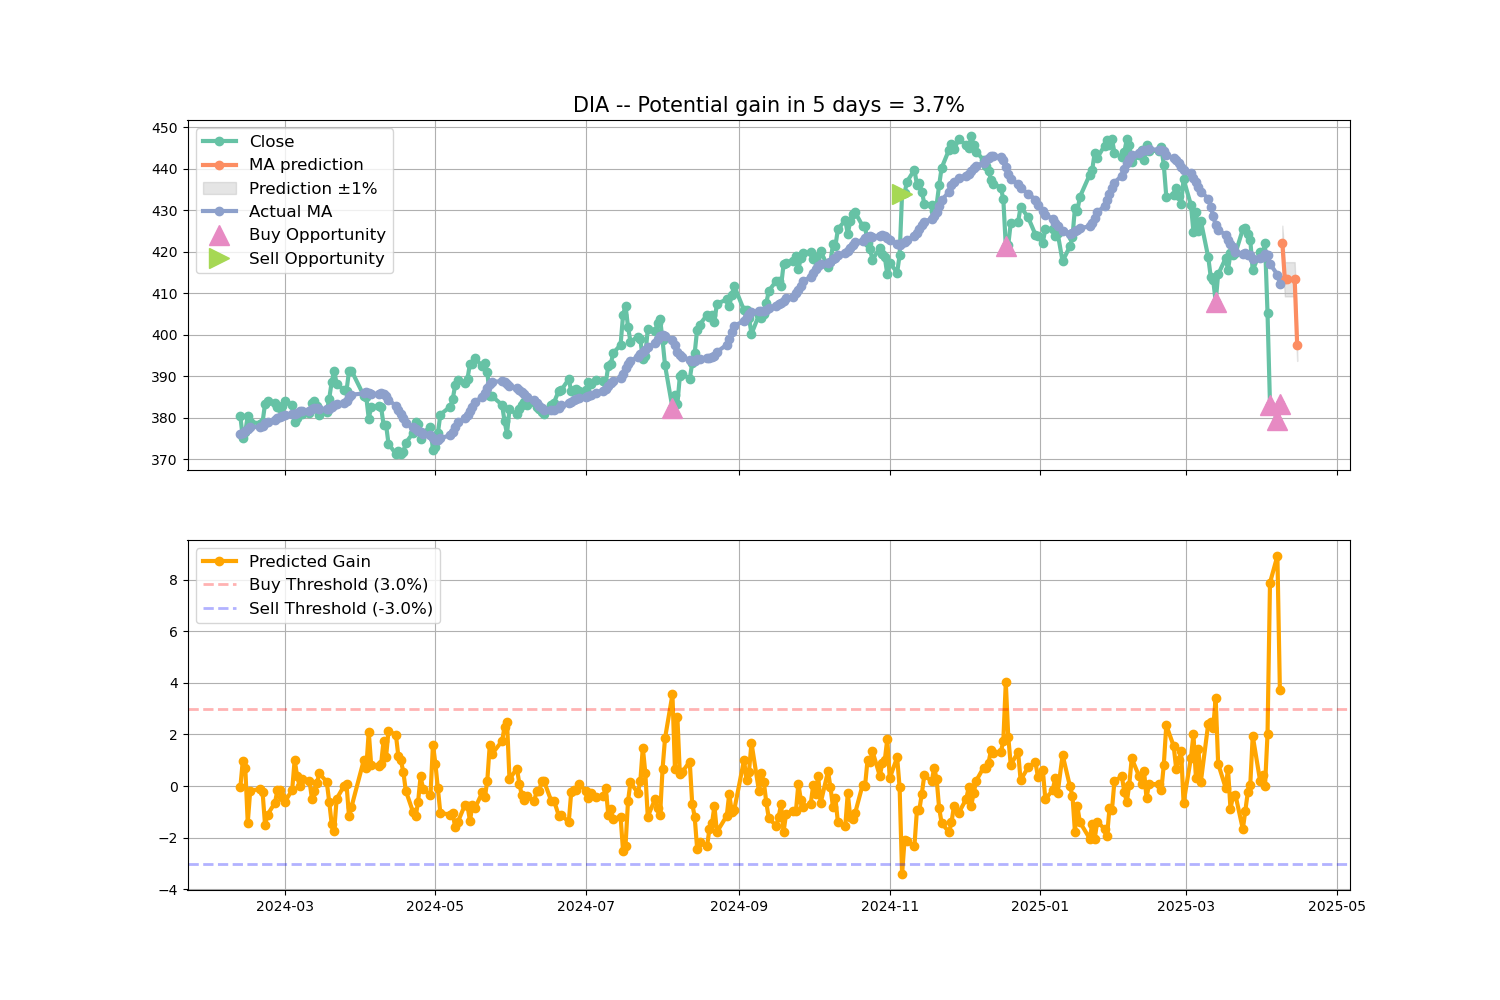 DIA -- Potential gain in 5 days = 3.7%
450
440
430
420
410
400
390
380
370
Close
MA prediction
Prediction ±1%
Actual MA
Buy Opportunity
Sell Opportunity
8
6
4
2
0
−2
−4
Predicted Gain
Buy Threshold (3.0%)
Sell Threshold (-3.0%)
2024-03
2024-05
2024-07
2024-09
2024-11
2025-01
2025-03
2025-05